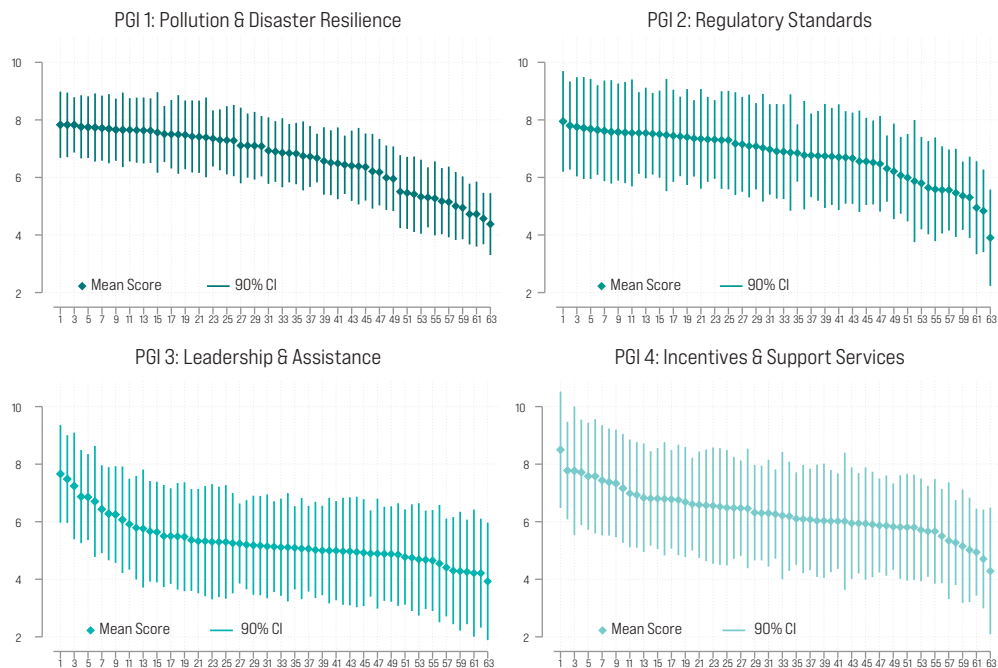 PGI 1: Pollution & Disaster Resilience
10
8
6
4
2
Mean Score 90% CI
1 3 5 7 9 11 13 15 17 19 21 23 25 27 29 31 33 35 37 39 41 43 45 47 49 51 53 55 57 59 61 63
PGI 2: Regulatory Standards
10
8
6
4
2
Mean Score 90% CI
1 3 5 7 9 11 13 15 17 19 21 23 25 27 29 31 33 35 37 39 41 43 45 47 49 51 53 55 57 59 61 63
PGI 3: Leadership & Assistance
10
8
6
4
2
Mean Score 90% CI
1 3 5 7 9 11 13 15 17 19 21 23 25 27 29 31 33 35 37 39 41 43 45 47 49 51 53 55 57 59 61 63
PGI 4: Incentives & Support Services
10
8
6
4
2
Mean Score 90% CI
1 3 5 7 9 11 13 15 17 19 21 23 25 27 29 31 33 35 37 39 41 43 45 47 49 51 53 55 57 59 61 63